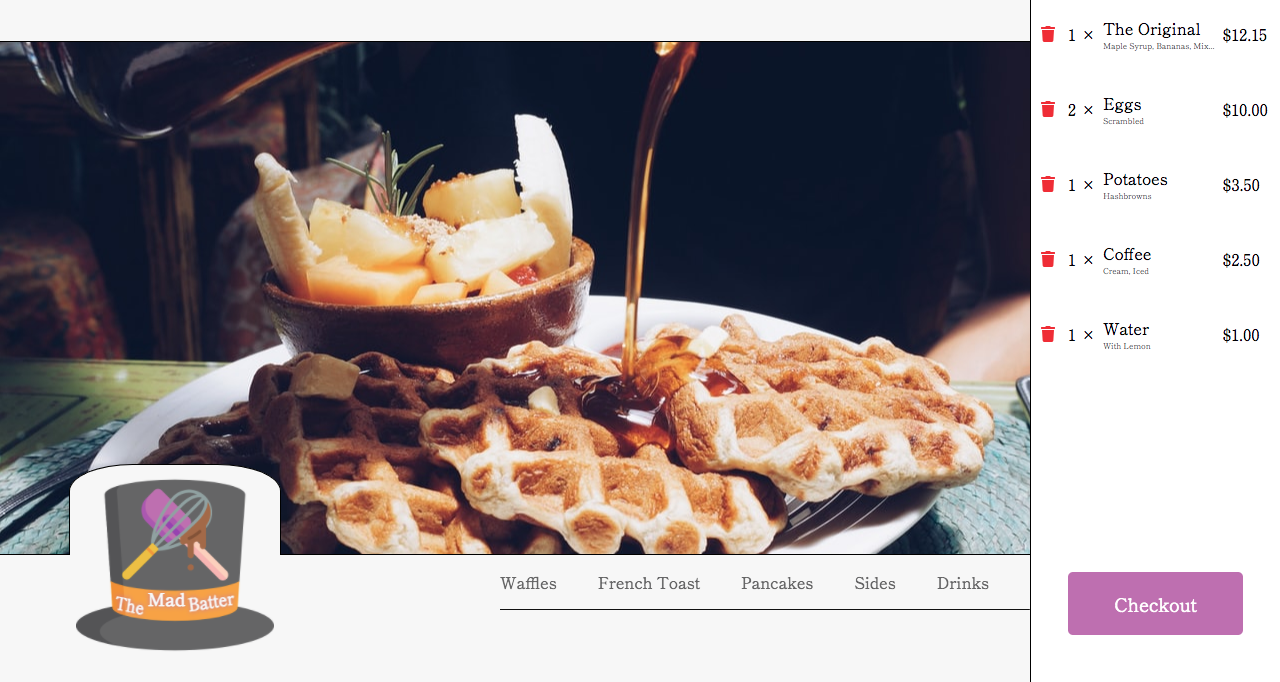 1 × The Original $12.15
Maple Syrup, Bananas, Mix...
2 × Eggs $10.00
Scrambled
1 × Potatoes $3.50
Hashbrowns
1 × Coffee $2.50
Cream, Iced
1 × Water $1.00
With Lemon
The Mad Batter
Waffles French Toast Pancakes Sides Drinks
Checkout